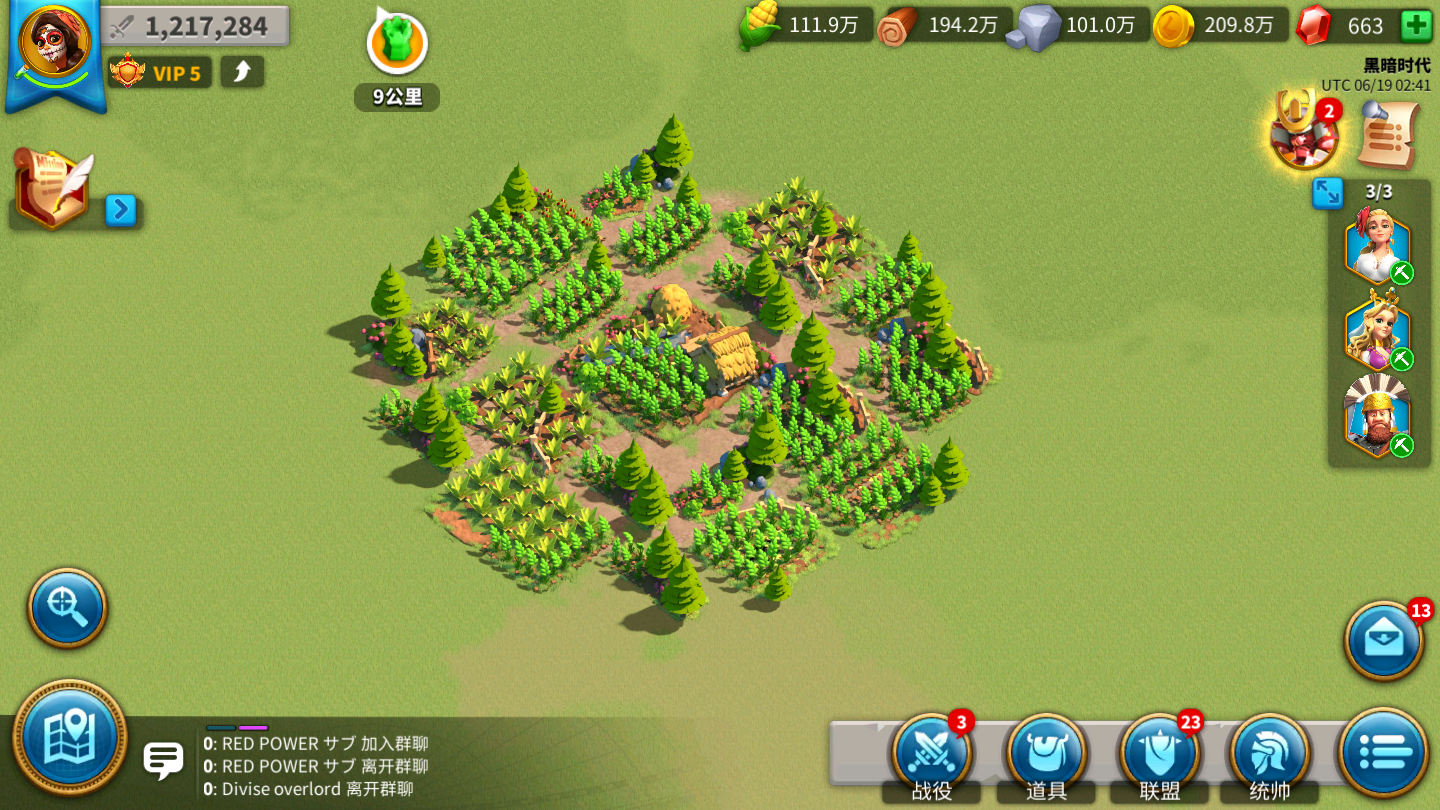 1,217,284
VIP 5
9公里
111.9万
194.2万
101.0万
209.8万
663
黑暗时代
UTC 06/19 02:41
2
Mission
3/3
13
0: RED POWER サブ 加入群聊
0: RED POWER サブ 离开群聊
0: Divise overlord 离开群聊
3
战役
道具
23
联盟
统帅